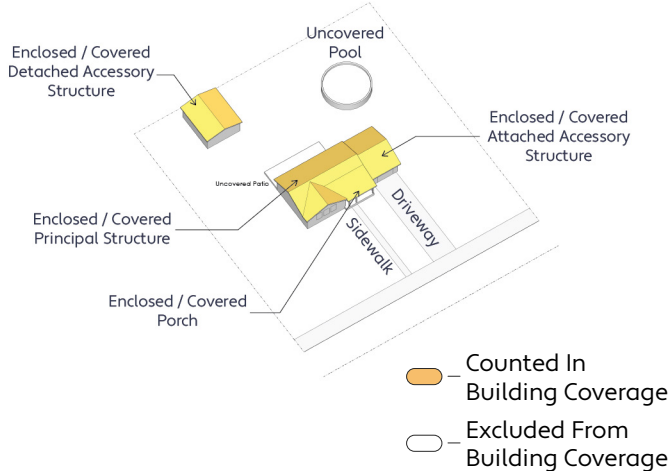 Enclosed / Covered
Detached Accessory
Structure
Uncovered
Pool
Enclosed / Covered
Attached Accessory
Structure
Uncovered Patio
Enclosed / Covered
Principal Structure
Driveway
Sidewalk
Enclosed / Covered
Porch
Counted In
Building Coverage
Excluded From
Building Coverage